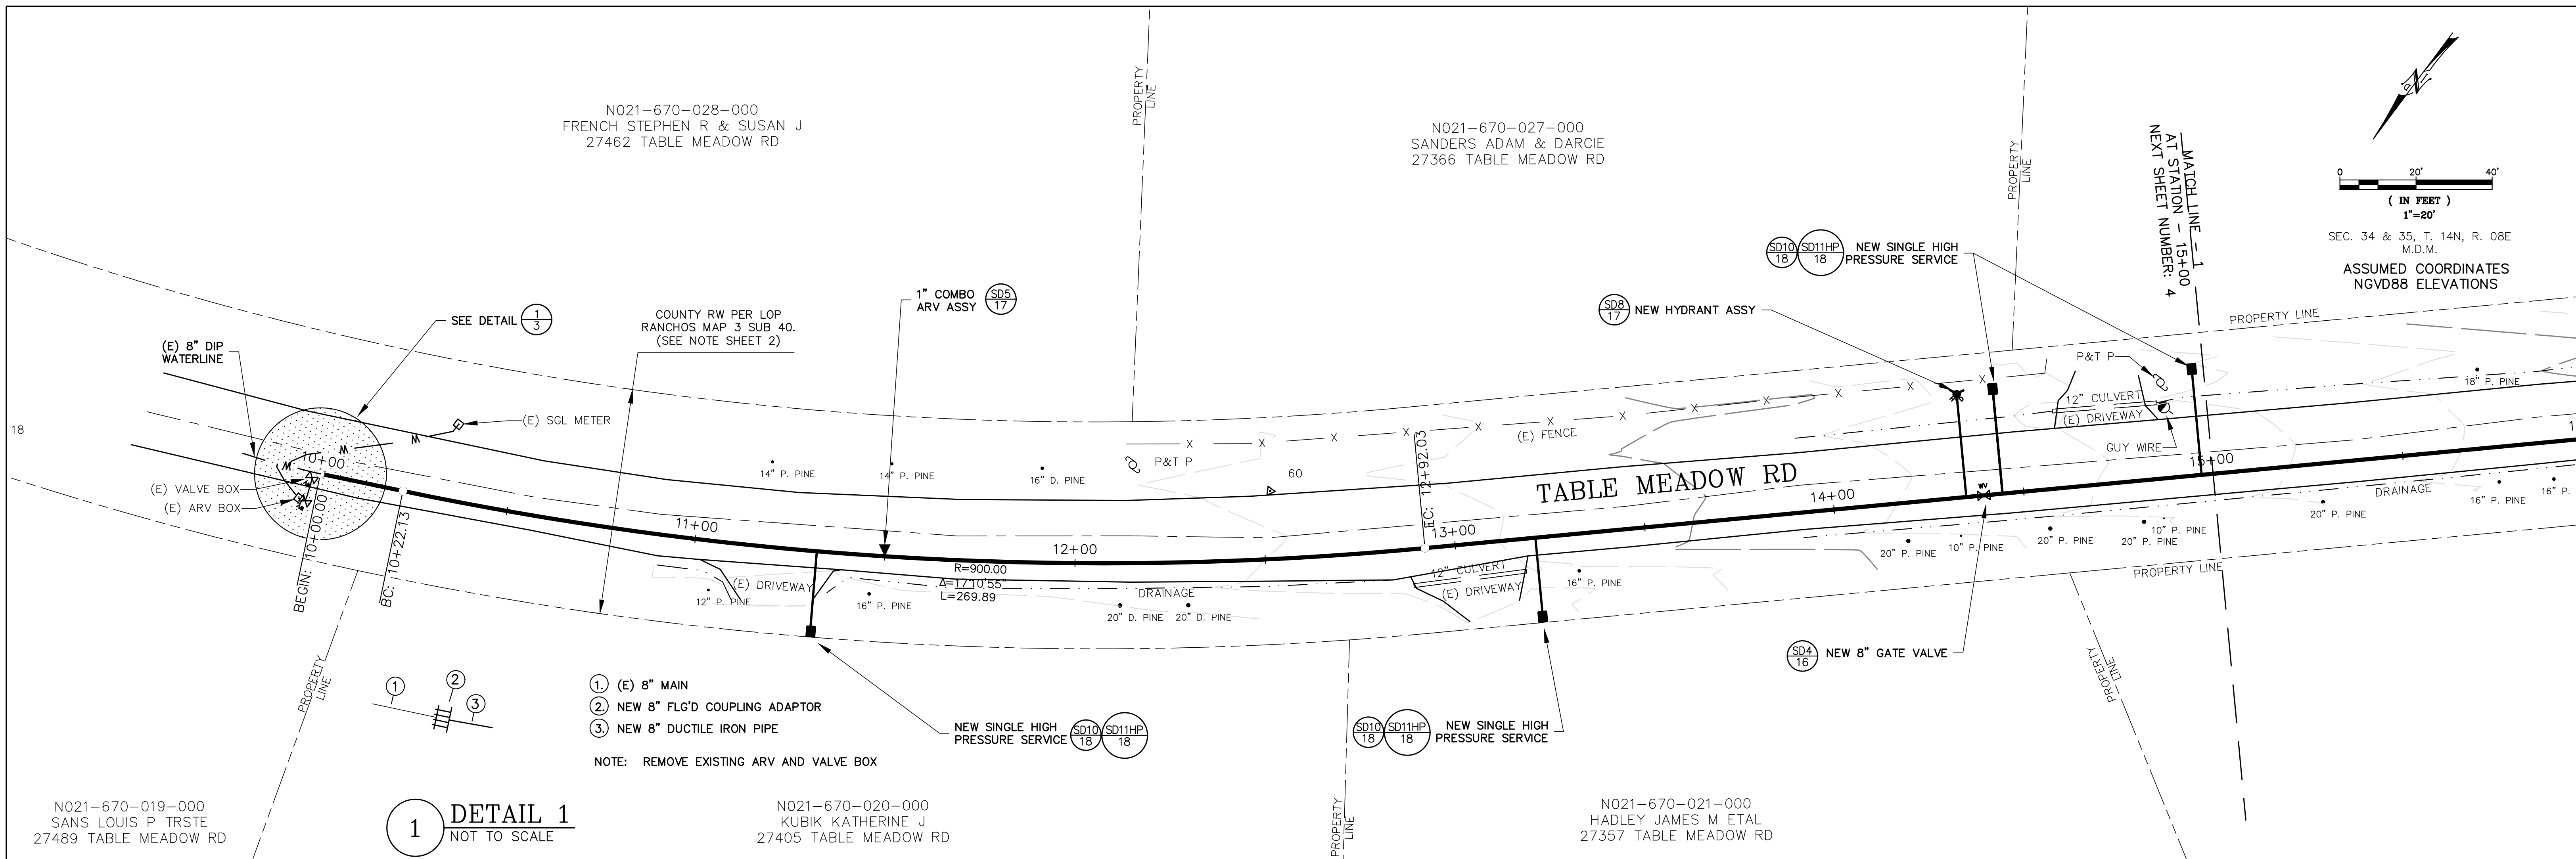 N021-670-028-000
FRENCH STEPHEN R & SUSAN J
27462 TABLE MEADOW RD
PROPERTY
LINE
N021-670-027-000
SANDERS ADAM & DARCIE
27366 TABLE MEADOW RD
PROPERTY
LINE
MATCH LINE - 1
AT STATION - 15+00
NEXT SHEET NUMBER: 4
N
0 20' 40'
( IN FEET )
1"=20'
SEC. 34 & 35, T. 14N, R. 08E
M.D.M.
ASSUMED COORDINATES
NGVD88 ELEVATIONS
SD10
18
SD11HP
18
NEW SINGLE HIGH
PRESSURE SERVICE
SD8
17
NEW HYDRANT ASSY
1" COMBO
ARV ASSY
SD5
17
SEE DETAIL
1
3
COUNTY RW PER LOP
RANCHOS MAP 3 SUB 40.
(SEE NOTE SHEET 2)
(E) 8" DIP
WATERLINE
PROPERTY LINE
P&T P
18" P. PINE
12" CULVERT
(E) DRIVEWAY
GUY WIRE
(E) SGL METER
18
W
W
W
10+00
(E) VALVE BOX
(E) ARV BOX
BEGIN: 10+00.00
BC: 10+22.13
14" P. PINE
14" P. PINE
16" D. PINE
P&T P
60
X X X X X X X X X X X X
(E) FENCE
EC: 12+92.03
TABLE MEADOW RD
11+00
12+00
13+00
14+00
WV
15+00
1
DRAINAGE
20" P. PINE
16" P. PINE
16" P.
20" P. PINE
10" P. PINE
20" P. PINE
10" P. PINE
20" P. PINE
PROPERTY LINE
R=900.00
Δ=17°10'55"
L=269.89
(E) DRIVEWAY
12" P. PINE
16" P. PINE
DRAINAGE
20" D. PINE
20" D. PINE
12" CULVERT
(E) DRIVEWAY
16" P. PINE
SD4
16
NEW 8" GATE VALVE
PROPERTY
LINE
PROPERTY
LINE
1
2
3
1. (E) 8" MAIN
2. NEW 8" FLG'D COUPLING ADAPTOR
3. NEW 8" DUCTILE IRON PIPE
NOTE: REMOVE EXISTING ARV AND VALVE BOX
NEW SINGLE HIGH
PRESSURE SERVICE
SD10
18
SD11HP
18
SD10
18
SD11HP
18
NEW SINGLE HIGH
PRESSURE SERVICE
PROPERTY
LINE
N021-670-019-000
SANS LOUIS P TRSTE
27489 TABLE MEADOW RD
1
DETAIL 1
NOT TO SCALE
N021-670-020-000
KUBIK KATHERINE J
27405 TABLE MEADOW RD
N021-670-021-000
HADLEY JAMES M ETAL
27357 TABLE MEADOW RD